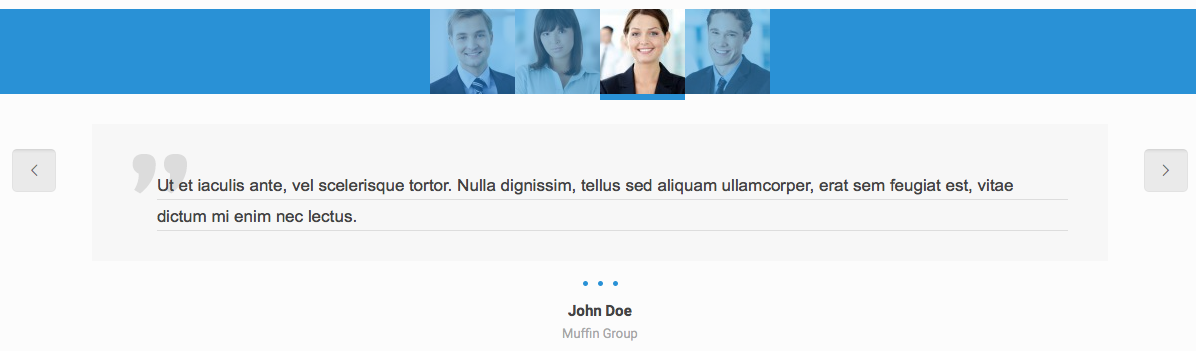 Ut et iaculis ante, vel scelerisque tortor. Nulla dignissim, tellus sed aliquam ullamcorper, erat sem feugiat est, vitae
dictum mi enim nec lectus.
John Doe
Muffin Group